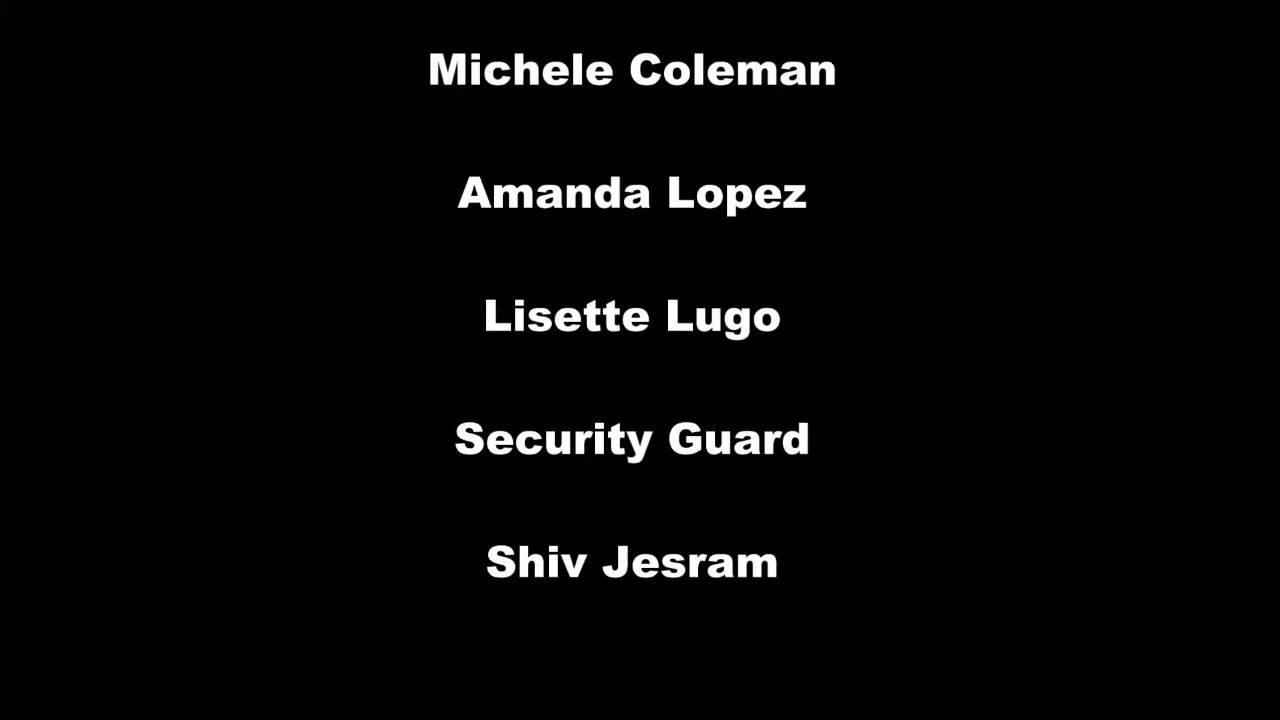 Michele Coleman
Amanda Lopez
Lisette Lugo
Security Guard
Shiv Jesram